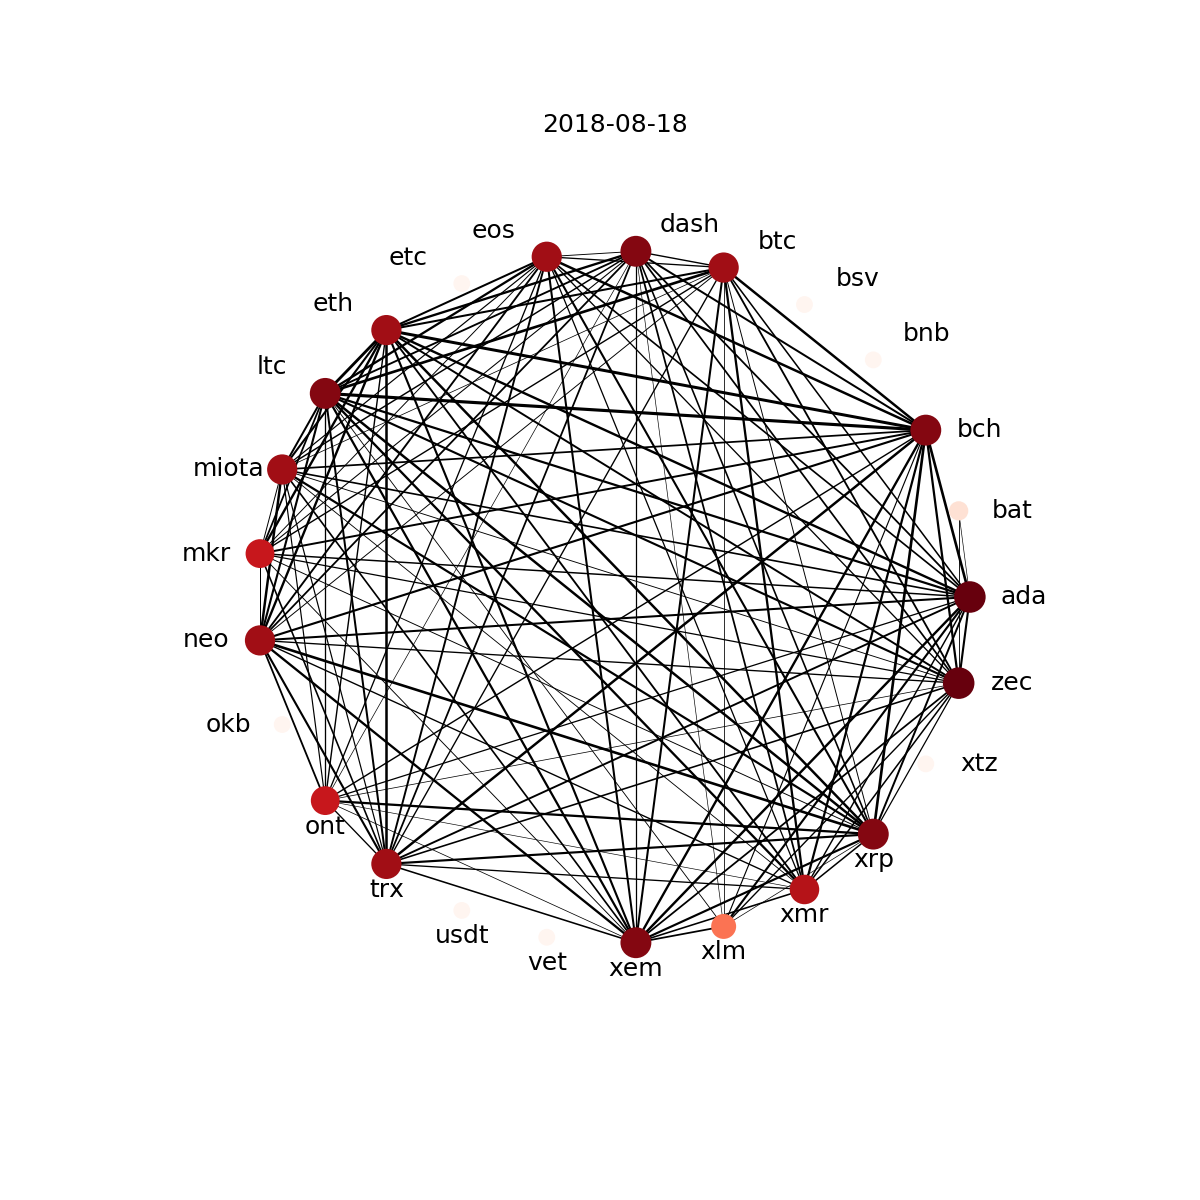 2018-08-18
dash
eos
btc
etc
bsv
eth
bnb
ltc
bch
miota
bat
mkr
ada
neo
zec
okb
xtz
ont
xrp
trx
xmr
usdt
xlm
vet
xem